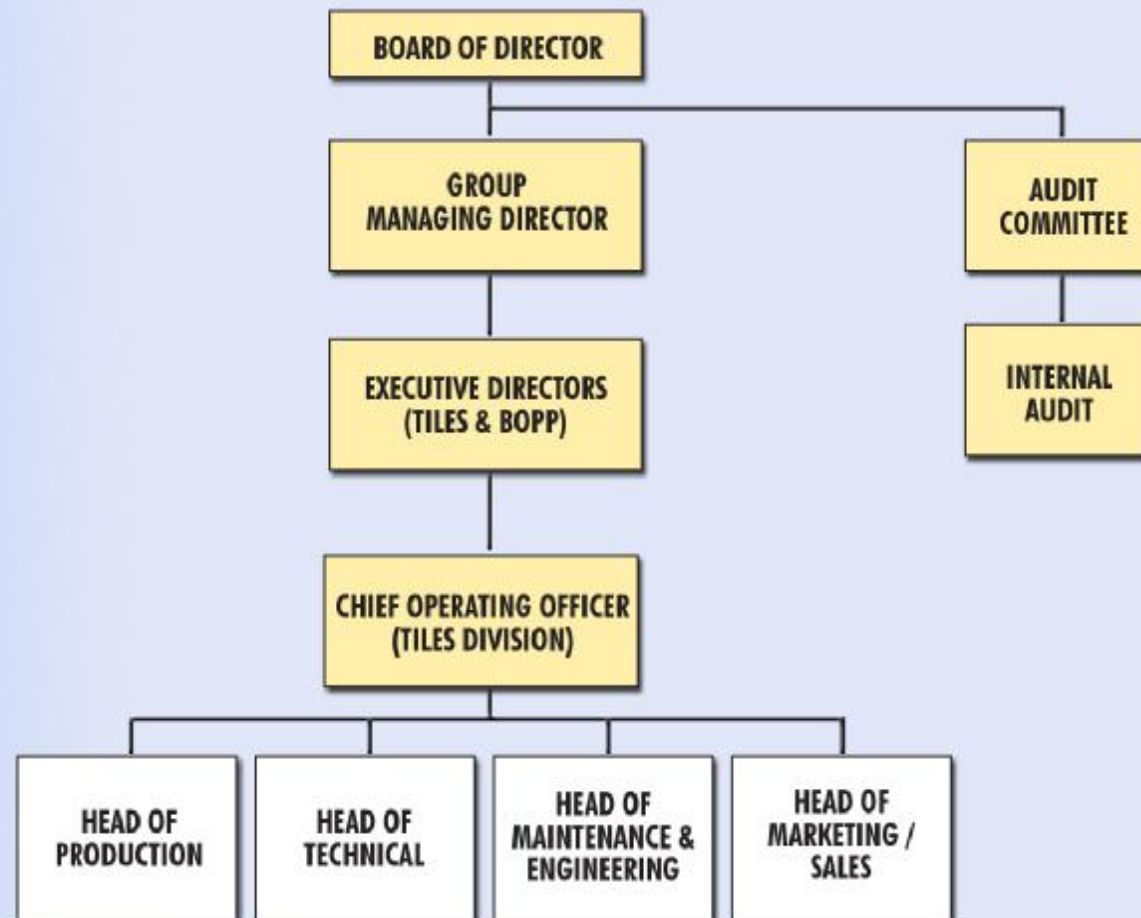 BOARD OF DIRECTOR
GROUP
MANAGING DIRECTOR
AUDIT
COMMITTEE
EXECUTIVE DIRECTORS
(TILES & BOPP)
INTERNAL
AUDIT
CHIEF OPERATING OFFICER
(TILES DIVISION)
HEAD OF
PRODUCTION
HEAD OF
TECHNICAL
HEAD OF
MAINTENANCE &
ENGINEERING
HEAD OF
MARKETING /
SALES